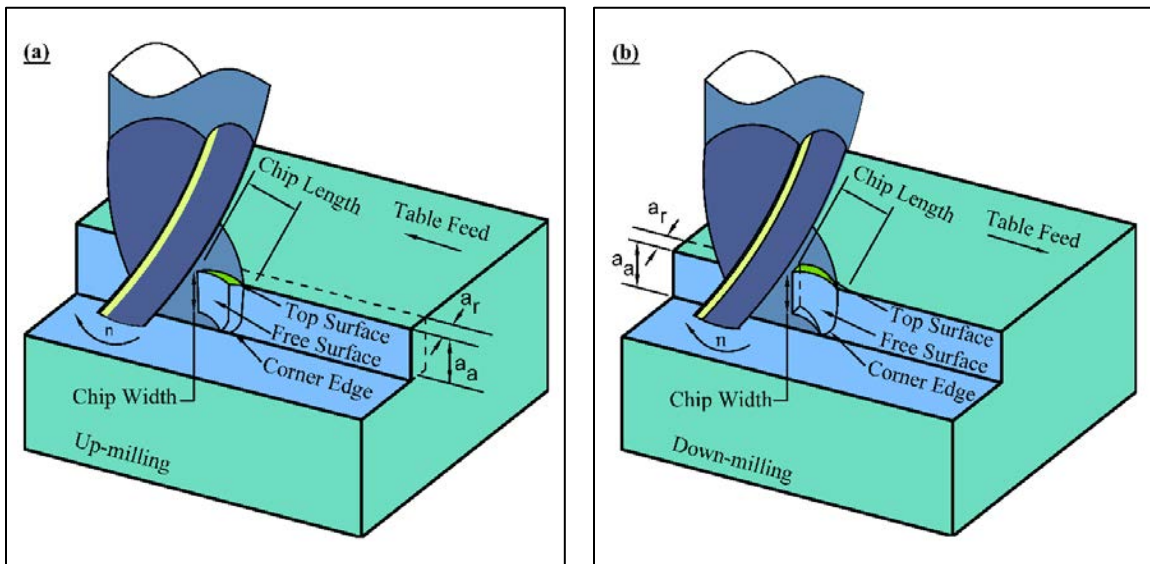 (a)
Chip Length
Table Feed
a_r
Top Surface
Free Surface
a_a
n
Corner Edge
Chip Width
Up-milling
(b)
Chip Length
a_r
Table Feed
a_a
Top Surface
n
Free Surface
Corner Edge
Chip Width
Down-milling